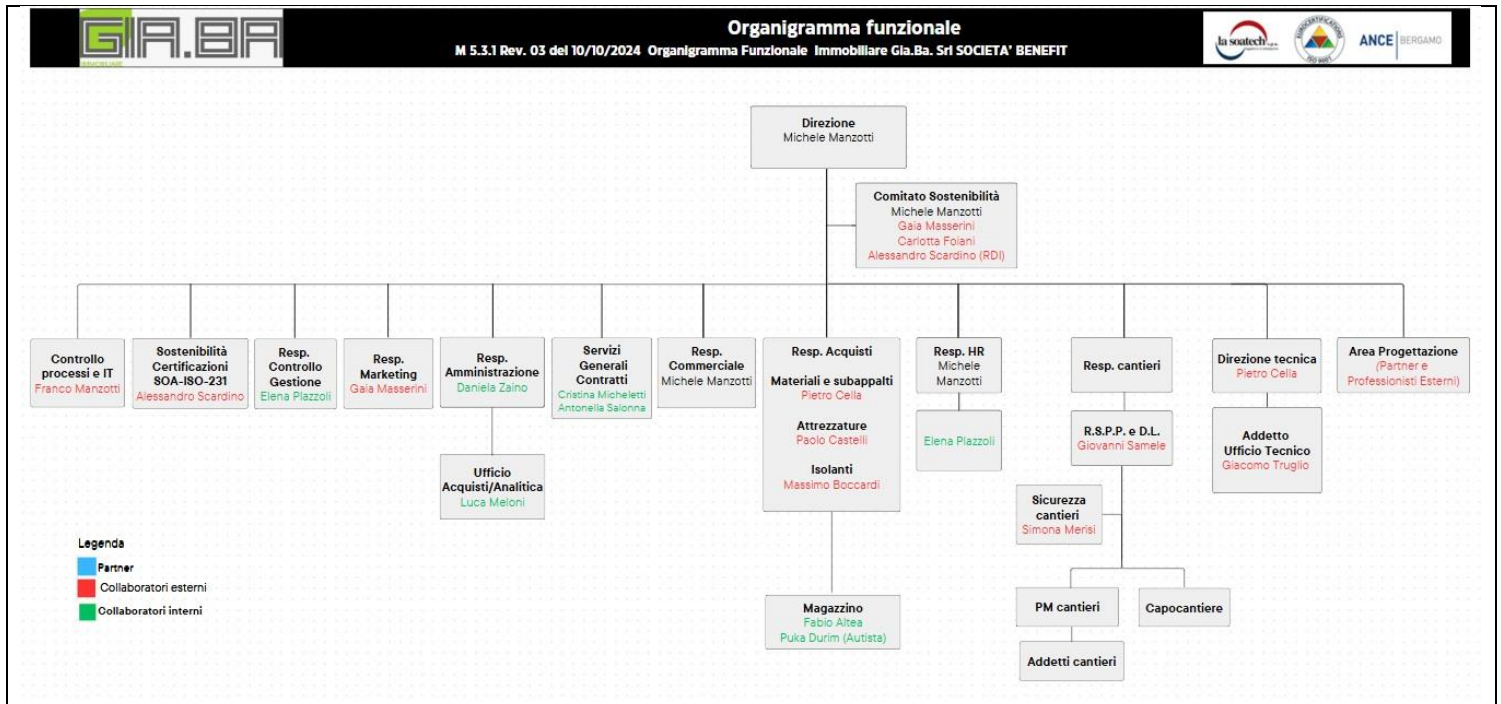 GIA.BA
IMMOBILIARE
Organigramma funzionale
M 5.3.1 Rev. 03 del 10/10/2024 Organigramma Funzionale Immobiliare Gia.Ba. Srl SOCIETA' BENEFIT
la soatech s.p.a.
EUROCERTIFICATIONS
ISO 9001
ANCE BERGAMO
Direzione
Michele Manzotti
Comitato Sostenibilità
Michele Manzotti
Gaia Masserini
Carlotta Foiani
Alessandro Scardino (RDI)
Controllo
processi e IT
Franco Manzotti
Sostenibilità
Certificazioni
SOA-ISO-231
Alessandro Scardino
Resp.
Controllo
Gestione
Elena Plazzoli
Resp.
Marketing
Gaia Masserini
Resp.
Amministrazione
Daniela Zaino
Servizi
Generali
Contratti
Cristina Micheletti
Antonella Salonna
Resp.
Commerciale
Michele Manzotti
Resp. Acquisti
Materiali e subappalti
Pietro Cella
Attrezzature
Paolo Castelli
Isolanti
Massimo Boccardi
Resp. HR
Michele
Manzotti
Elena Plazzoli
Resp. cantieri
Direzione tecnica
Pietro Cella
Area Progettazione
(Partner e
Professionisti Esterni)
R.S.P.P. e D.L.
Giovanni Samele
Addetto
Ufficio Tecnico
Giacomo Truglio
Ufficio
Acquisti/Analitica
Luca Meloni
Sicurezza
cantieri
Simona Merisi
Legenda
Partner
Collaboratori esterni
Collaboratori interni
Magazzino
Fabio Altea
Puka Durim (Autista)
PM cantieri
Capocantiere
Addetti cantieri